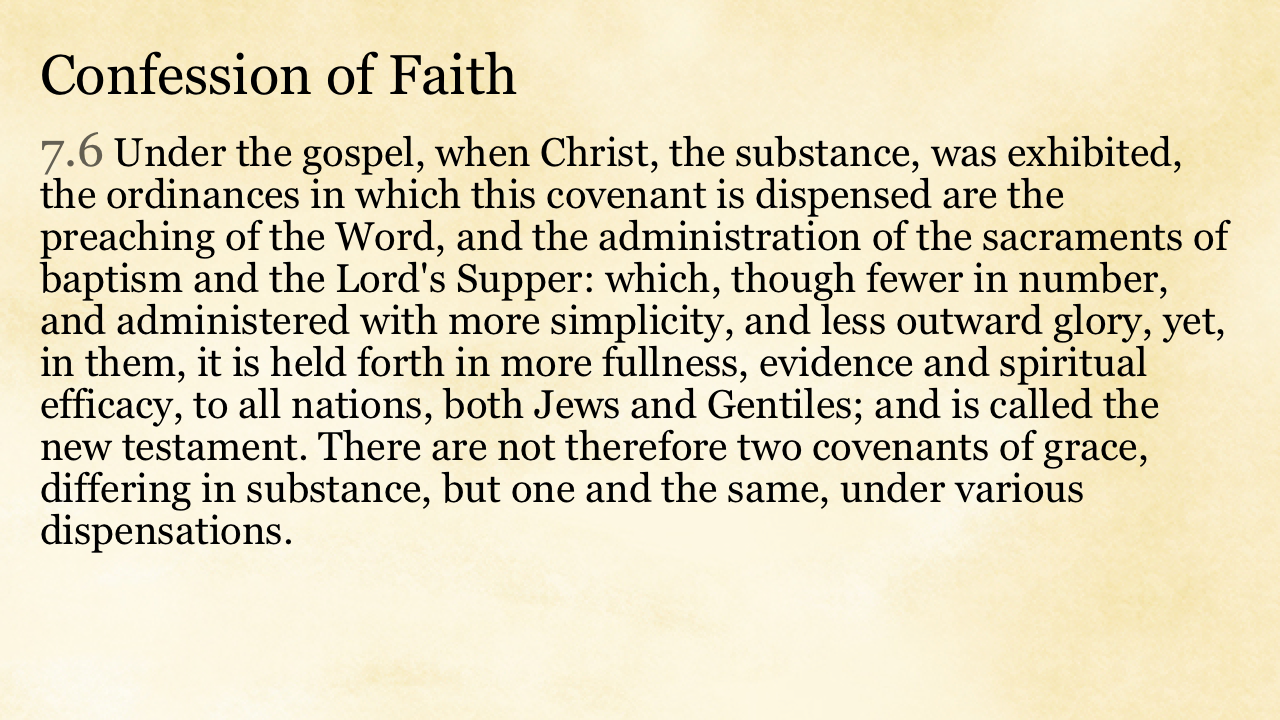 Confession of Faith
7.6 Under the gospel, when Christ, the substance, was exhibited,
the ordinances in which this covenant is dispensed are the
preaching of the Word, and the administration of the sacraments of
baptism and the Lord's Supper: which, though fewer in number,
and administered with more simplicity, and less outward glory, yet,
in them, it is held forth in more fullness, evidence and spiritual
efficacy, to all nations, both Jews and Gentiles; and is called the
new testament. There are not therefore two covenants of grace,
differing in substance, but one and the same, under various
dispensations.